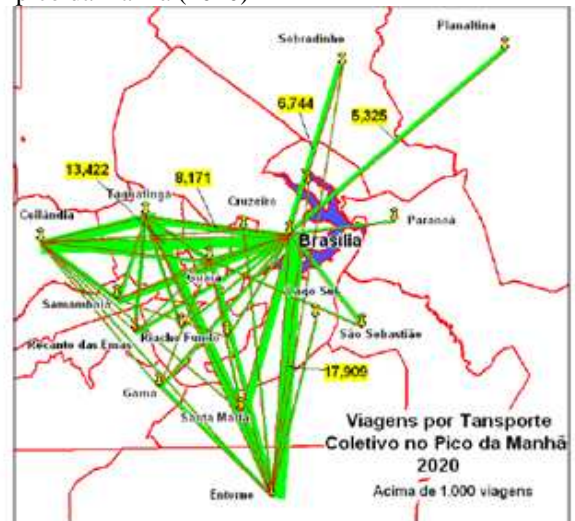 Sobradinho
Planaltina
6,744
5,325
13,422
8,171
Taguatinga
Cruzeiro
Ceilândia
Paranoá
Brasília
Guará
Lago Sul
Samambaia
São Sebastião
Recanto das Emas
Riacho Fundo
Gama
17,909
Santa Maria
Viagens por Tansporte
Coletivo no Pico da Manhã
2020
Entorno
Acima de 1.000 viagens